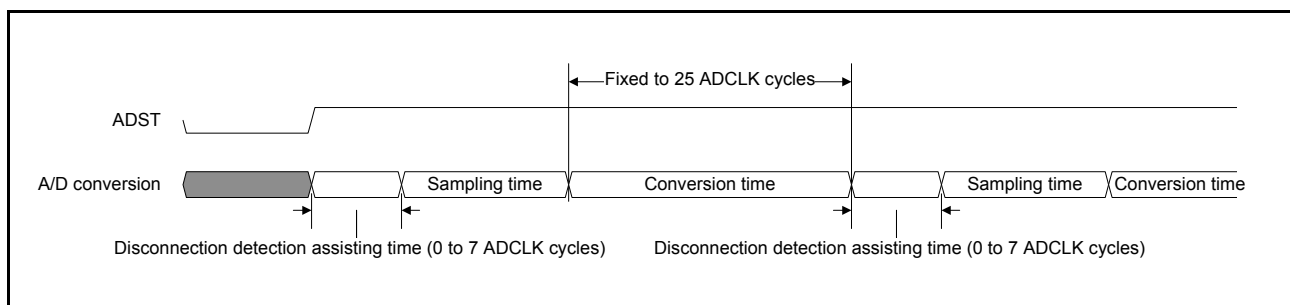 Fixed to 25 ADCLK cycles
ADST
A/D conversion
Sampling time
Conversion time
Sampling time
Conversion time
Disconnection detection assisting time (0 to 7 ADCLK cycles)
Disconnection detection assisting time (0 to 7 ADCLK cycles)